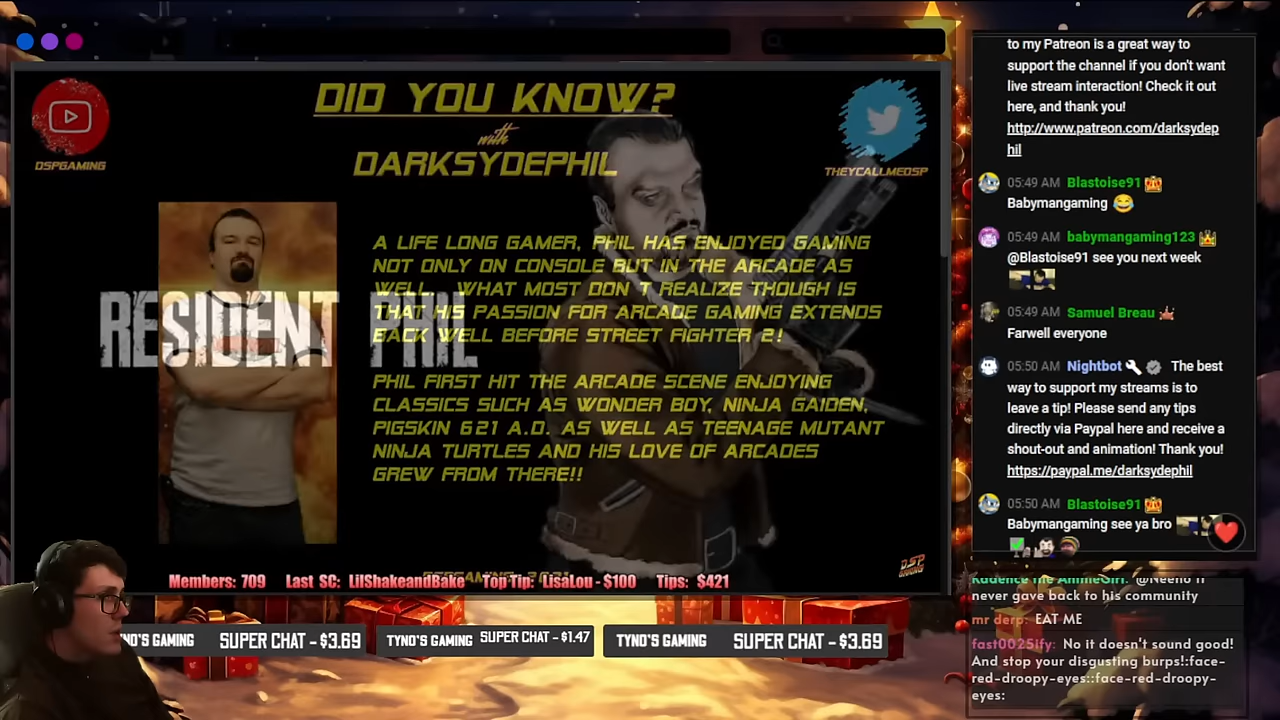 DID YOU KNOW?
with
DARKSYDEPHIL
DSPGAMING
THEYCALLMEDSP
A LIFE LONG GAMER, PHIL HAS ENJOYED GAMING
NOT ONLY ON CONSOLE BUT IN THE ARCADE AS
WELL. WHAT MOST DON'T REALIZE THOUGH IS
THAT HIS PASSION FOR ARCADE GAMING EXTENDS
BACK WELL BEFORE STREET FIGHTER 2!
RESIDENT PHIL
PHIL FIRST HIT THE ARCADE SCENE ENJOYING
CLASSICS SUCH AS WONDER BOY, NINJA GAIDEN,
PIGSKIN 621 A.D. AS WELL AS TEENAGE MUTANT
NINJA TURTLES AND HIS LOVE OF ARCADES
GREW FROM THERE!!
DSP
GAMING
Members: 709 Last SC: LilShakeandBake Top Tip: LisaLou - $100 Tips: $421
TYNO'S GAMING SUPER CHAT - $3.69
TYNO'S GAMING SUPER CHAT - $1.47
TYNO'S GAMING SUPER CHAT - $3.69
to my Patreon is a great way to
support the channel if you don't want
live stream interaction! Check it out
here, and thank you!
http://www.patreon.com/darksydep
hil
05:49 AM Blastoise91
Babymangaming 😂
05:49 AM babymangaming123
@Blastoise91 see you next week
05:49 AM Samuel Breau
Farwell everyone
05:50 AM Nightbot The best
way to support my streams is to
leave a tip! Please send any tips
directly via Paypal here and receive a
shout-out and animation! Thank you!
https://paypal.me/darksydephil
05:50 AM Blastoise91
Babymangaming see ya bro
Kadence the AnimeGirl: @Neeno it
never gave back to his community
mr derp: EAT ME
fast0025ify: No it doesn't sound good!
And stop your disgusting burps!:face-
red-droopy-eyes::face-red-droopy-
eyes: